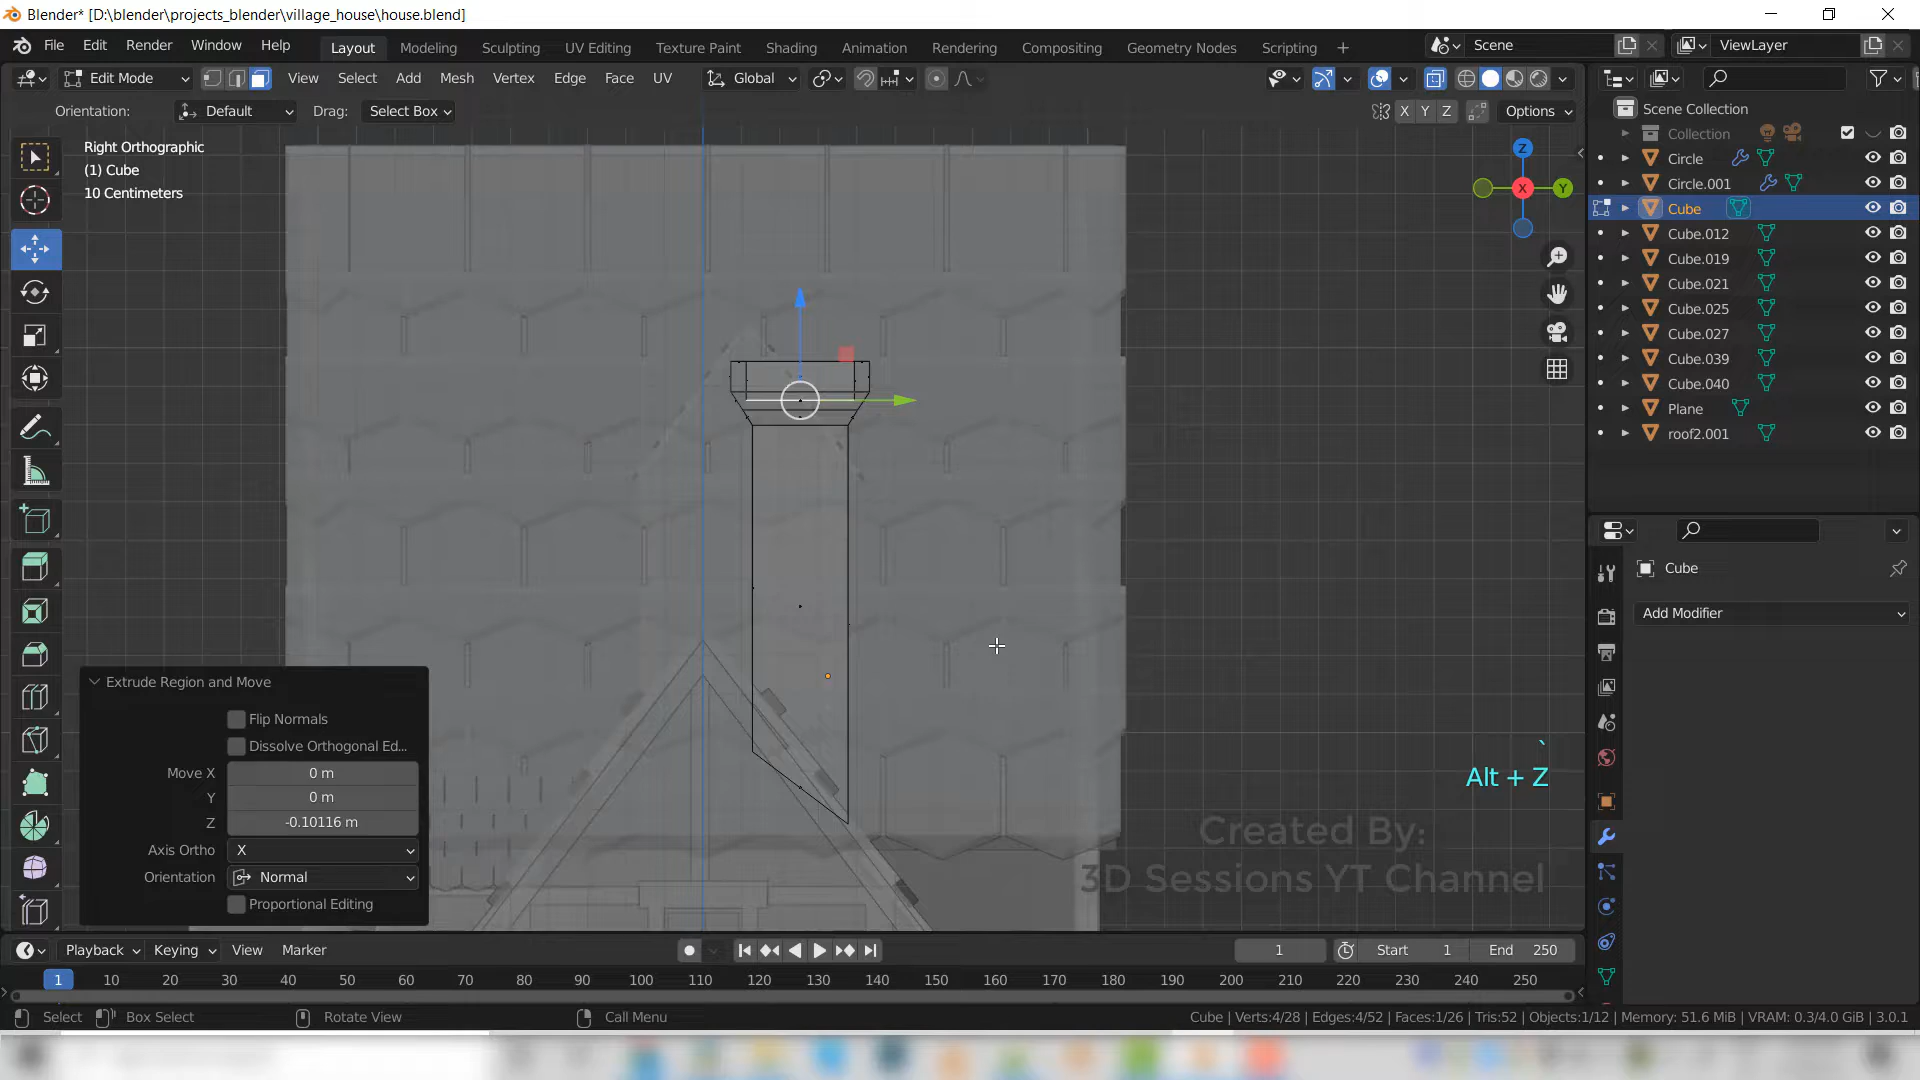 Blender* [D:\blender\projects_blender\village_house\house.blend]
File Edit Render Window Help Layout Modeling Sculpting UV Editing Texture Paint Shading Animation Rendering Compositing Geometry Nodes Scripting Scene ViewLayer
Edit Mode View Select Add Mesh Vertex Edge Face UV Global
Orientation: Default Drag: Select Box X Y Z Options
Right Orthographic
(1) Cube
10 Centimeters
Z
X
Y
Scene Collection
Collection
Circle
Circle.001
Cube
Cube.012
Cube.019
Cube.021
Cube.025
Cube.027
Cube.039
Cube.040
Plane
roof2.001
Cube
Add Modifier
Extrude Region and Move
Flip Normals
Dissolve Orthogonal Ed...
Move X 0 m
Y 0 m
Z -0.10116 m
Axis Ortho X
Orientation Normal
Proportional Editing
`
Alt + Z
Created By:
3D Sessions YT Channel
Playback Keying View Marker 1 Start 1 End 250
1 10 20 30 40 50 60 70 80 90 100 110 120 130 140 150 160 170 180 190 200 210 220 230 240 250
Select Box Select Rotate View Call Menu Cube | Verts:4/28 | Edges:4/52 | Faces:1/26 | Tris:52 | Objects:1/12 | Memory: 51.6 MiB | VRAM: 0.3/4.0 GiB | 3.0.1